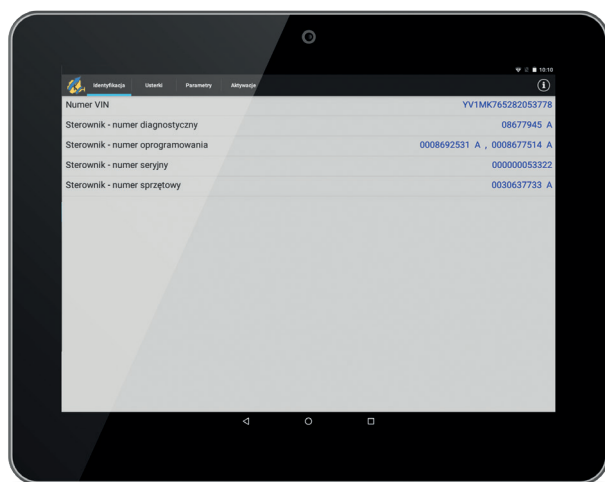 10:10
Identyfikacja Usterki Parametry Aktywacje
Numer VIN YV1MK765282053778
Sterownik - numer diagnostyczny 08677945 A
Sterownik - numer oprogramowania 0008692531 A , 0008677514 A
Sterownik - numer seryjny 000000053322
Sterownik - numer sprzętowy 0030637733 A